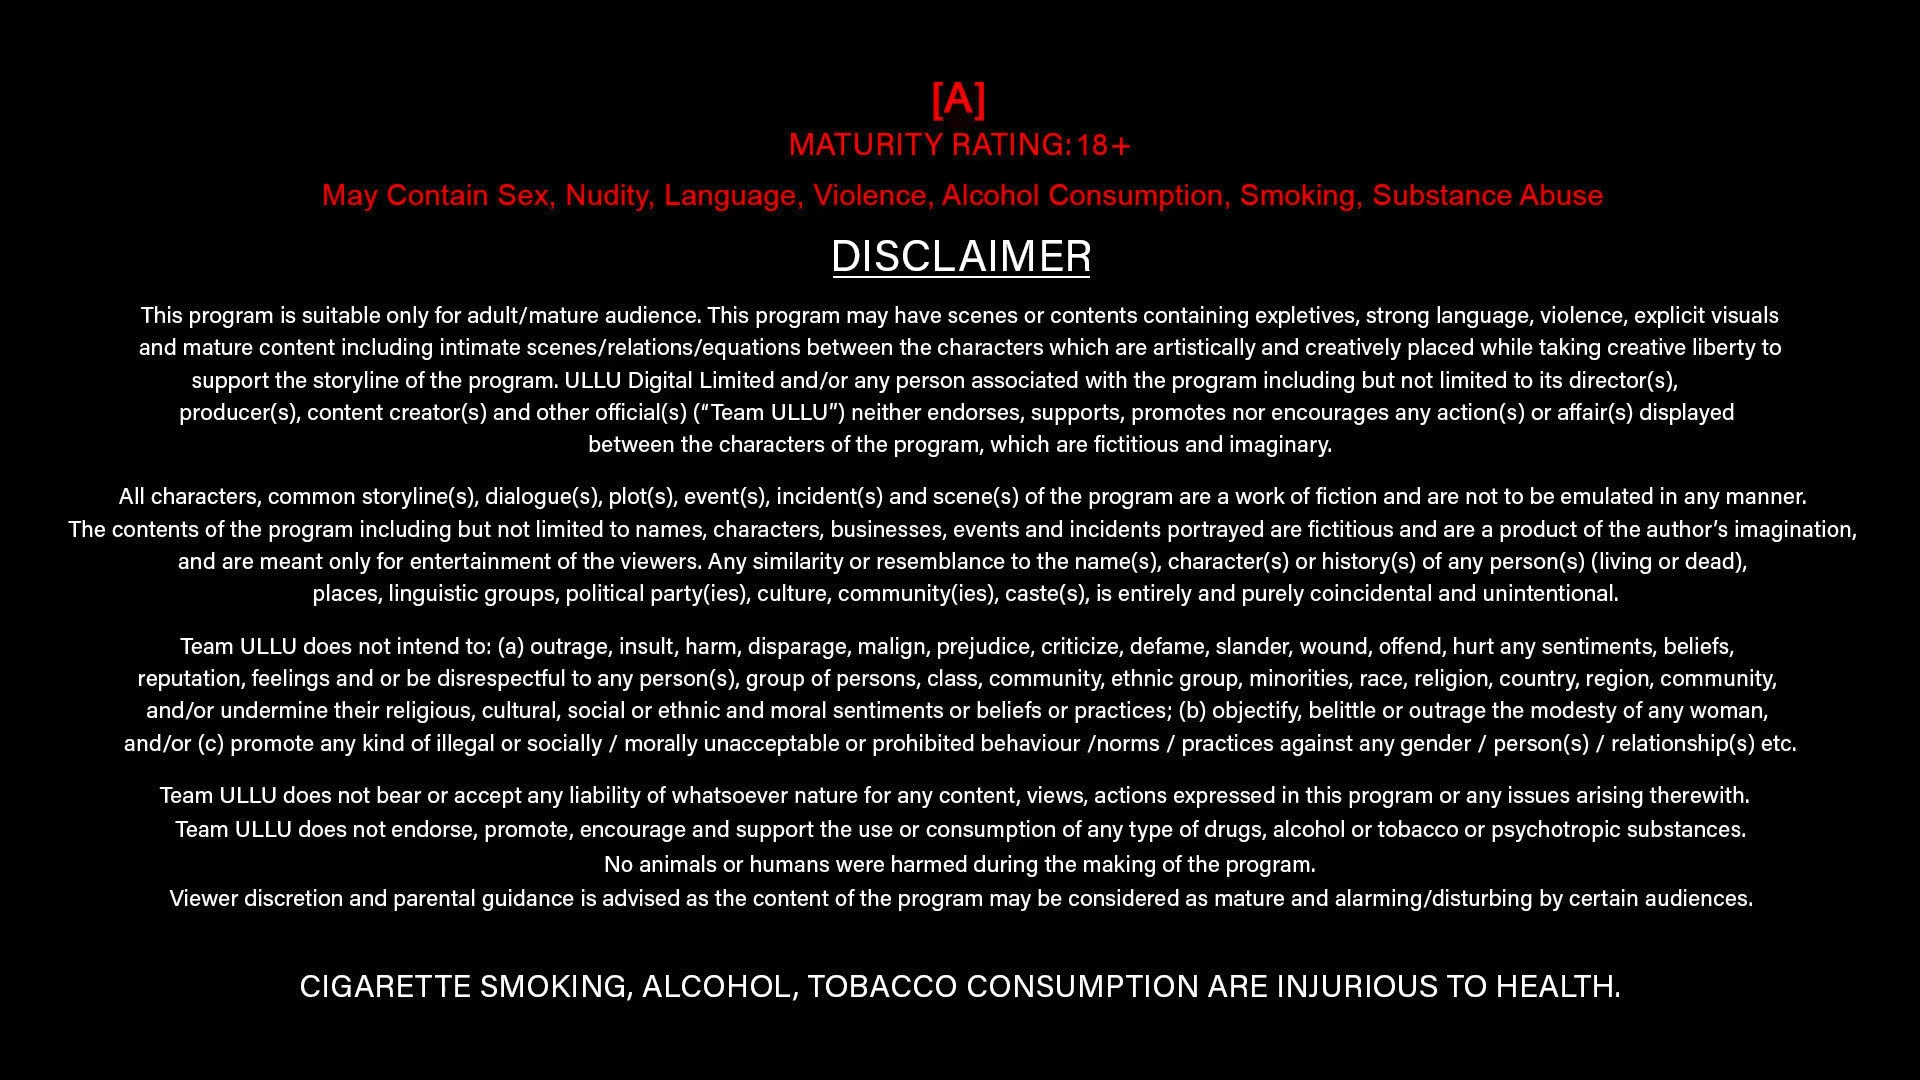 [A]
MATURITY RATING:18+
May Contain Sex, Nudity, Language, Violence, Alcohol Consumption, Smoking, Substance Abuse
DISCLAIMER
This program is suitable only for adult/mature audience. This program may have scenes or contents containing expletives, strong language, violence, explicit visuals
and mature content including intimate scenes/relations/equations between the characters which are artistically and creatively placed while taking creative liberty to
support the storyline of the program. ULLU Digital Limited and/or any person associated with the program including but not limited to its director(s),
producer(s), content creator(s) and other official(s) (“Team ULLU”) neither endorses, supports, promotes nor encourages any action(s) or affair(s) displayed
between the characters of the program, which are fictitious and imaginary.
All characters, common storyline(s), dialogue(s), plot(s), event(s), incident(s) and scene(s) of the program are a work of fiction and are not to be emulated in any manner.
The contents of the program including but not limited to names, characters, businesses, events and incidents portrayed are fictitious and are a product of the author’s imagination,
and are meant only for entertainment of the viewers. Any similarity or resemblance to the name(s), character(s) or history(s) of any person(s) (living or dead),
places, linguistic groups, political party(ies), culture, community(ies), caste(s), is entirely and purely coincidental and unintentional.
Team ULLU does not intend to: (a) outrage, insult, harm, disparage, malign, prejudice, criticize, defame, slander, wound, offend, hurt any sentiments, beliefs,
reputation, feelings and or be disrespectful to any person(s), group of persons, class, community, ethnic group, minorities, race, religion, country, region, community,
and/or undermine their religious, cultural, social or ethnic and moral sentiments or beliefs or practices; (b) objectify, belittle or outrage the modesty of any woman,
and/or (c) promote any kind of illegal or socially / morally unacceptable or prohibited behaviour /norms / practices against any gender / person(s) / relationship(s) etc.
Team ULLU does not bear or accept any liability of whatsoever nature for any content, views, actions expressed in this program or any issues arising therewith.
Team ULLU does not endorse, promote, encourage and support the use or consumption of any type of drugs, alcohol or tobacco or psychotropic substances.
No animals or humans were harmed during the making of the program.
Viewer discretion and parental guidance is advised as the content of the program may be considered as mature and alarming/disturbing by certain audiences.
CIGARETTE SMOKING, ALCOHOL, TOBACCO CONSUMPTION ARE INJURIOUS TO HEALTH.